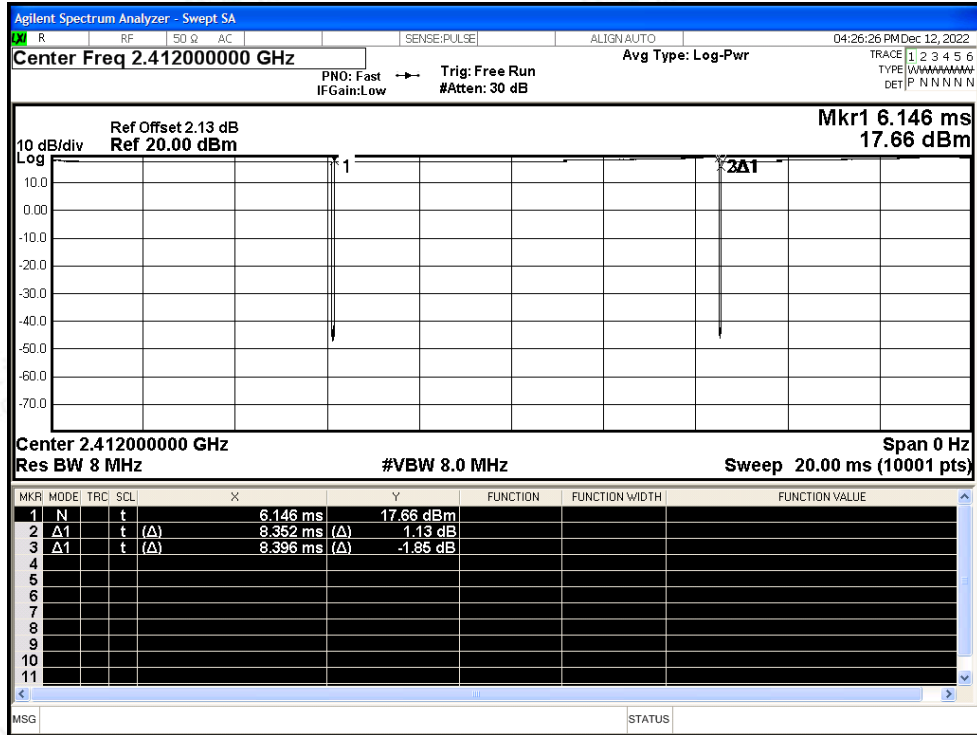 Agilent Spectrum Analyzer - Swept SA
LXI R RF 50 Ω AC SENSE:PULSE ALIGN AUTO 04:26:26 PM Dec 12, 2022
Center Freq 2.412000000 GHz
Avg Type: Log-Pwr
TRACE 1 2 3 4 5 6
PNO: Fast Trig: Free Run
TYPE W
IFGain:Low #Atten: 30 dB
DET P N N N N N
Mkr1 6.146 ms
Ref Offset 2.13 dB
10 dB/div Ref 20.00 dBm 17.66 dBm
Log
1
2Δ1
10.0
0.00
-10.0
-20.0
-30.0
-40.0
-50.0
-60.0
-70.0
Center 2.412000000 GHz Span 0 Hz
Res BW 8 MHz #VBW 8.0 MHz Sweep 20.00 ms (10001 pts)
MKR MODE TRC SCL X Y FUNCTION FUNCTION WIDTH FUNCTION VALUE
1 N t 6.146 ms 17.66 dBm
2 Δ1 t (Δ) 8.352 ms (Δ) 1.13 dB
3 Δ1 t (Δ) 8.396 ms (Δ) -1.85 dB
4
5
6
7
8
9
10
11
MSG STATUS